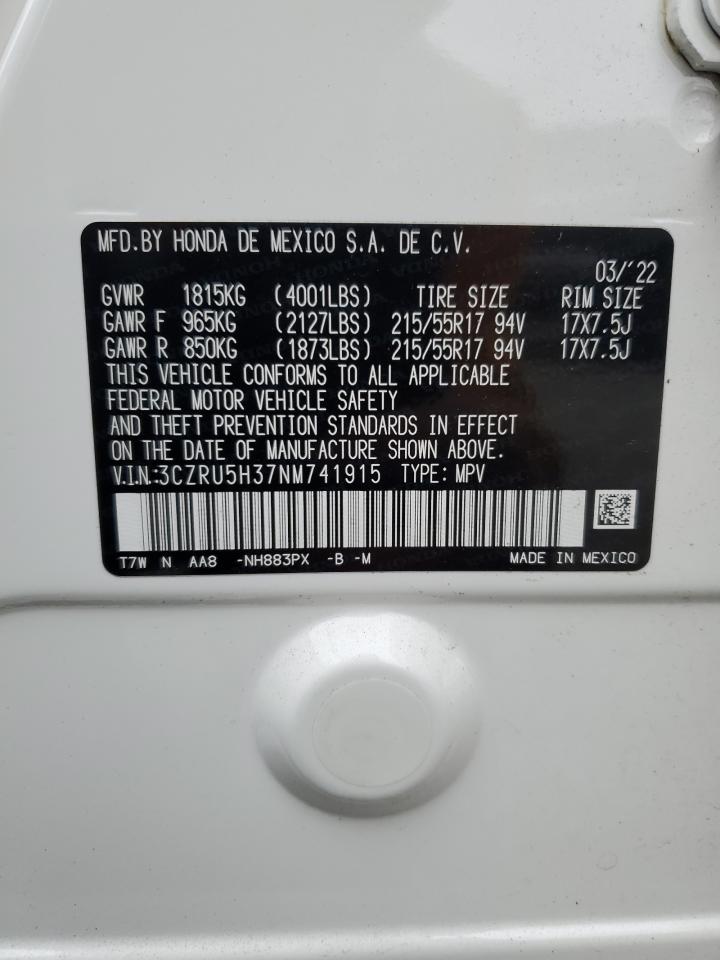 MFD.BY HONDA DE MEXICO S.A. DE C.V.
03/'22
GVWR 1815KG (4001LBS) TIRE SIZE RIM SIZE
GAWR F 965KG (2127LBS) 215/55R17 94V 17X7.5J
GAWR R 850KG (1873LBS) 215/55R17 94V 17X7.5J
THIS VEHICLE CONFORMS TO ALL APPLICABLE
FEDERAL MOTOR VEHICLE SAFETY
AND THEFT PREVENTION STANDARDS IN EFFECT
ON THE DATE OF MANUFACTURE SHOWN ABOVE.
V.I.N.:3CZRU5H37NM741915 TYPE: MPV
T7W N AA8 -NH883PX -B -M MADE IN MEXICO